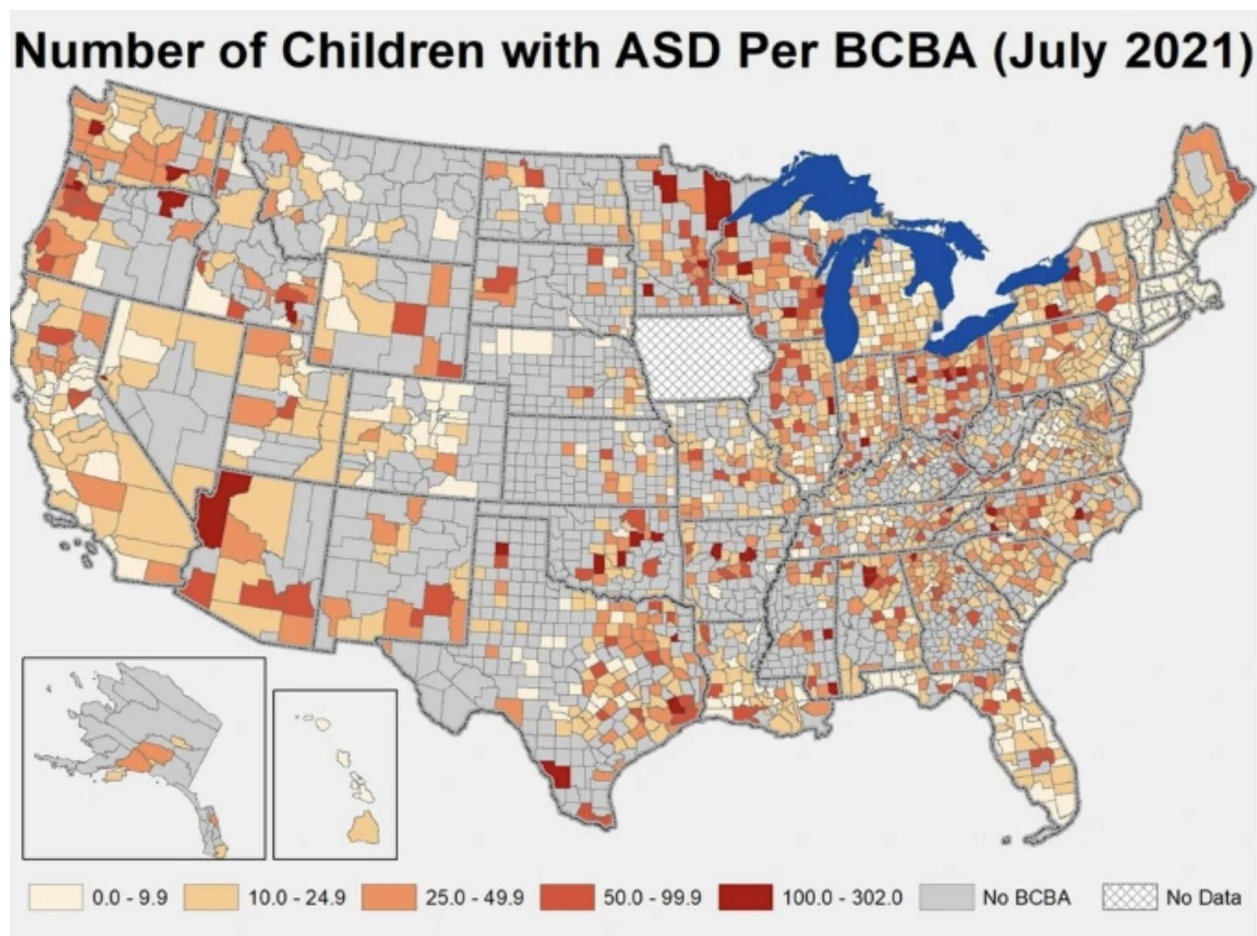 Number of Children with ASD Per BCBA (July 2021)
0.0 - 9.9 10.0 - 24.9 25.0 - 49.9 50.0 - 99.9 100.0 - 302.0 No BCBA No Data